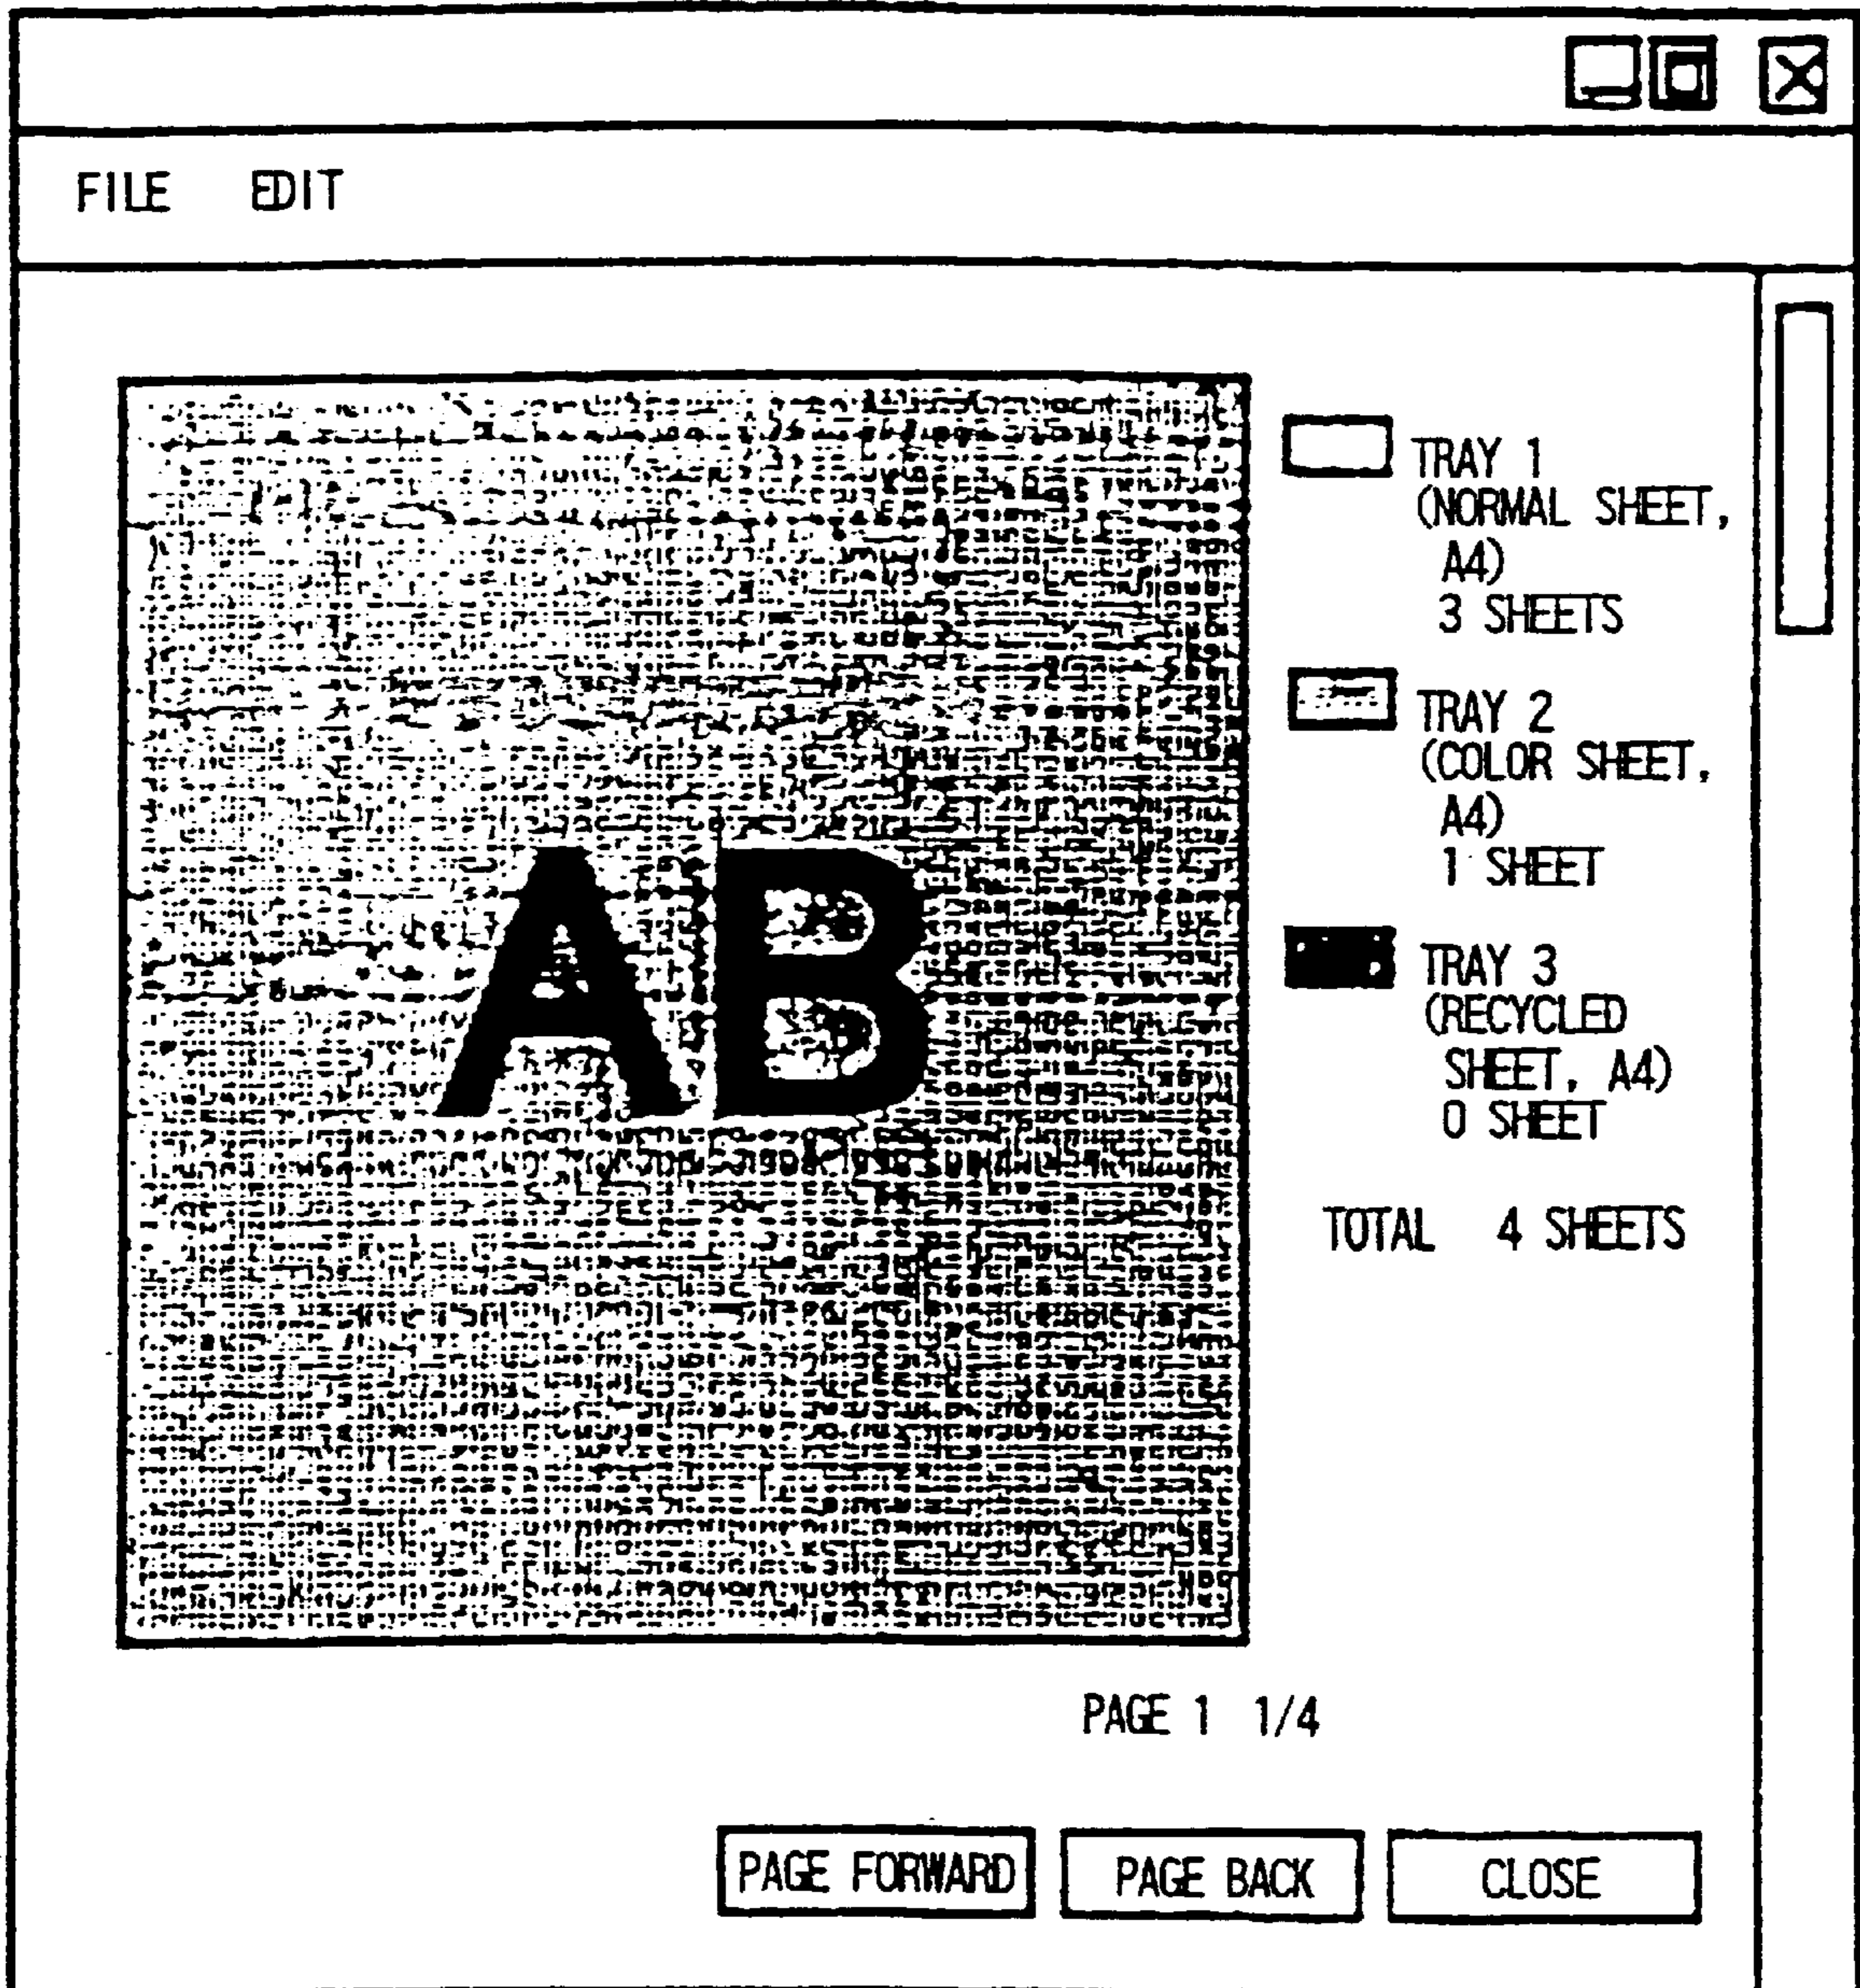 FILE EDIT
TRAY 1
(NORMAL SHEET,
A4)
3 SHEETS
TRAY 2
(COLOR SHEET,
A4)
1 SHEET
TRAY 3
(RECYCLED
SHEET, A4)
0 SHEET
TOTAL 4 SHEETS
AB
PAGE 1 1/4
PAGE FORWARD PAGE BACK CLOSE